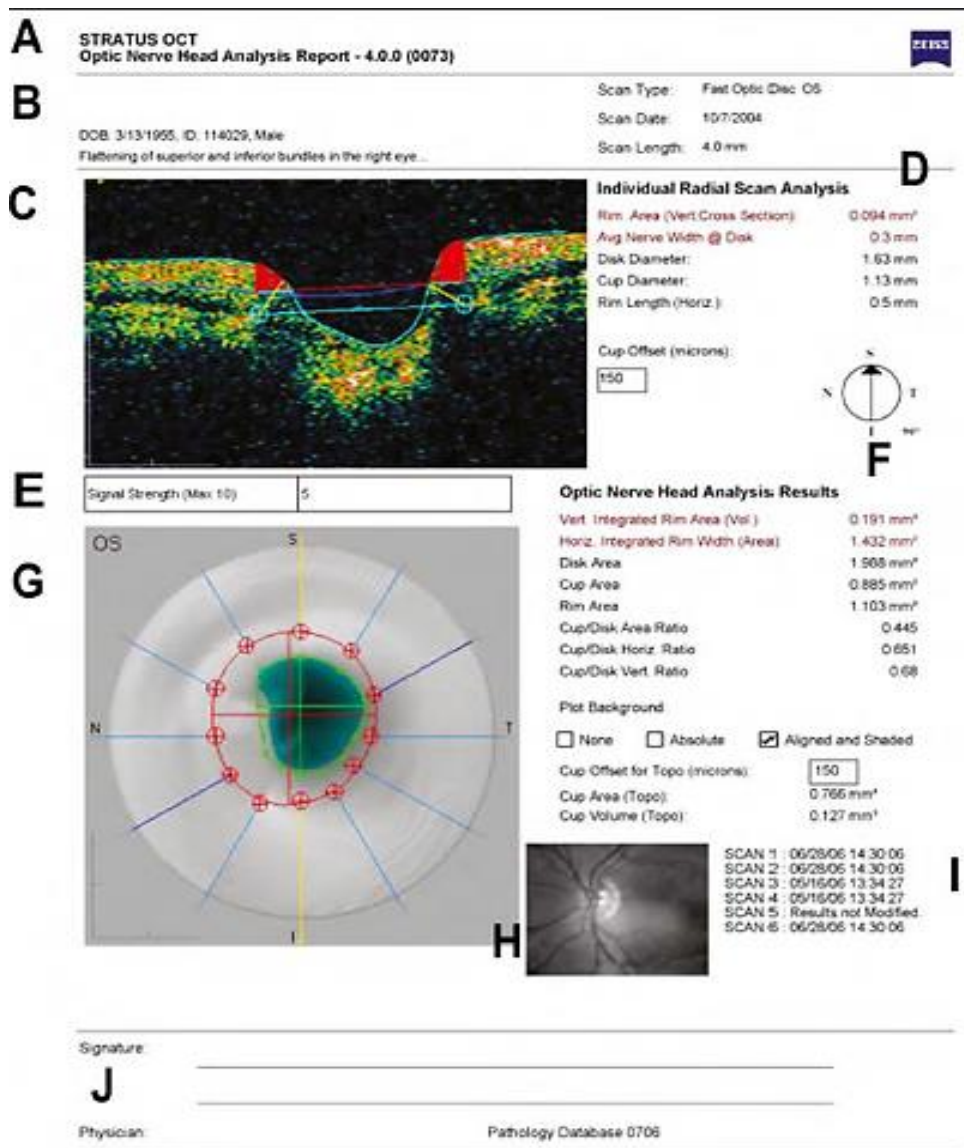 A
STRATUS OCT
Optic Nerve Head Analysis Report - 4.0.0 (0073)
ZEISS
B
Scan Type: Fast Optic Disc OS
Scan Date: 10/7/2004
Scan Length: 4.0 mm
DOB: 3/13/1955, ID: 114029, Male
Flattening of superior and inferior bundles in the right eye...
C
D
Individual Radial Scan Analysis
Rim Area (Vert.Cross Section) 0.094 mm²
Avg Nerve Width @ Disk 0.3 mm
Disk Diameter: 1.63 mm
Cup Diameter: 1.13 mm
Rim Length (Horiz.): 0.5 mm
Cup Offset (microns):
150
S
N T
I
F
E
Signal Strength (Max 10) 5
Optic Nerve Head Analysis Results
Vert. Integrated Rim Area (Vol.) 0.191 mm³
Horiz. Integrated Rim Width (Area) 1.432 mm²
Disk Area 1.988 mm²
Cup Area 0.885 mm²
Rim Area 1.103 mm²
Cup/Disk Area Ratio 0.445
Cup/Disk Horiz. Ratio 0.651
Cup/Disk Vert. Ratio 0.68
G
OS
S
N T
I
Plot Background
None Absolute Aligned and Shaded
Cup Offset for Topo (microns): 150
Cup Area (Topo) 0.766 mm²
Cup Volume (Topo) 0.127 mm³
H
SCAN 1 : 06/28/06 14:30:06
SCAN 2 : 06/28/06 14:30:06
SCAN 3 : 05/16/06 13:34:27
SCAN 4 : 05/16/06 13:34:27
SCAN 5 : Results not Modified.
SCAN 6 : 06/28/06 14:30:06
I
Signature:
J
Physician: Pathology Database 0706